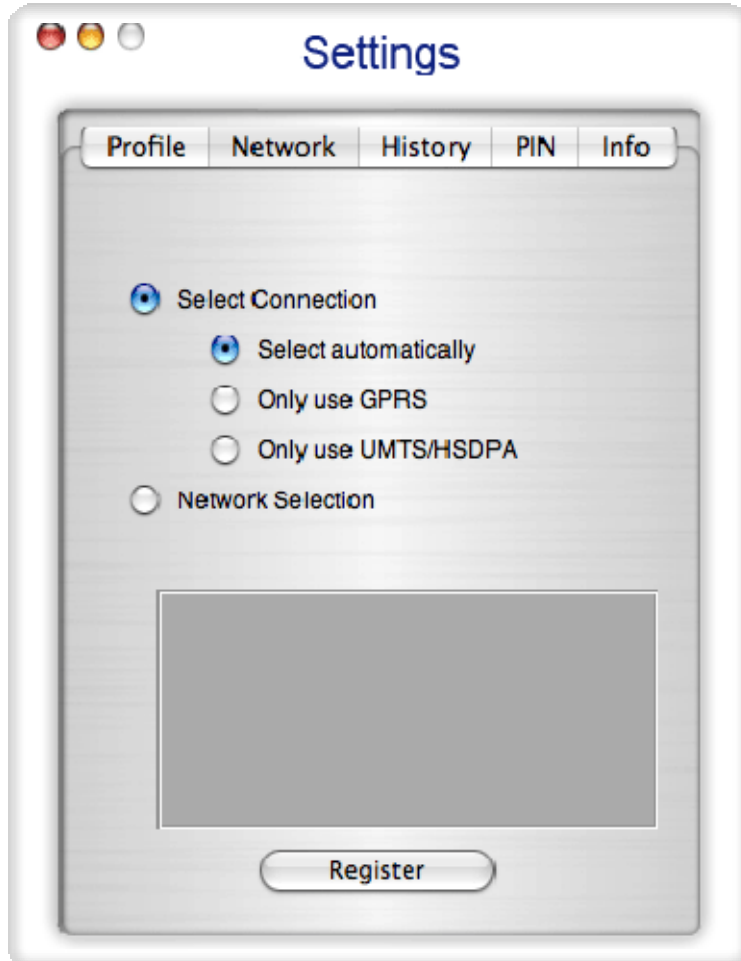 Settings
Profile Network History PIN Info
Select Connection
Select automatically
Only use GPRS
Only use UMTS/HSDPA
Network Selection
Register